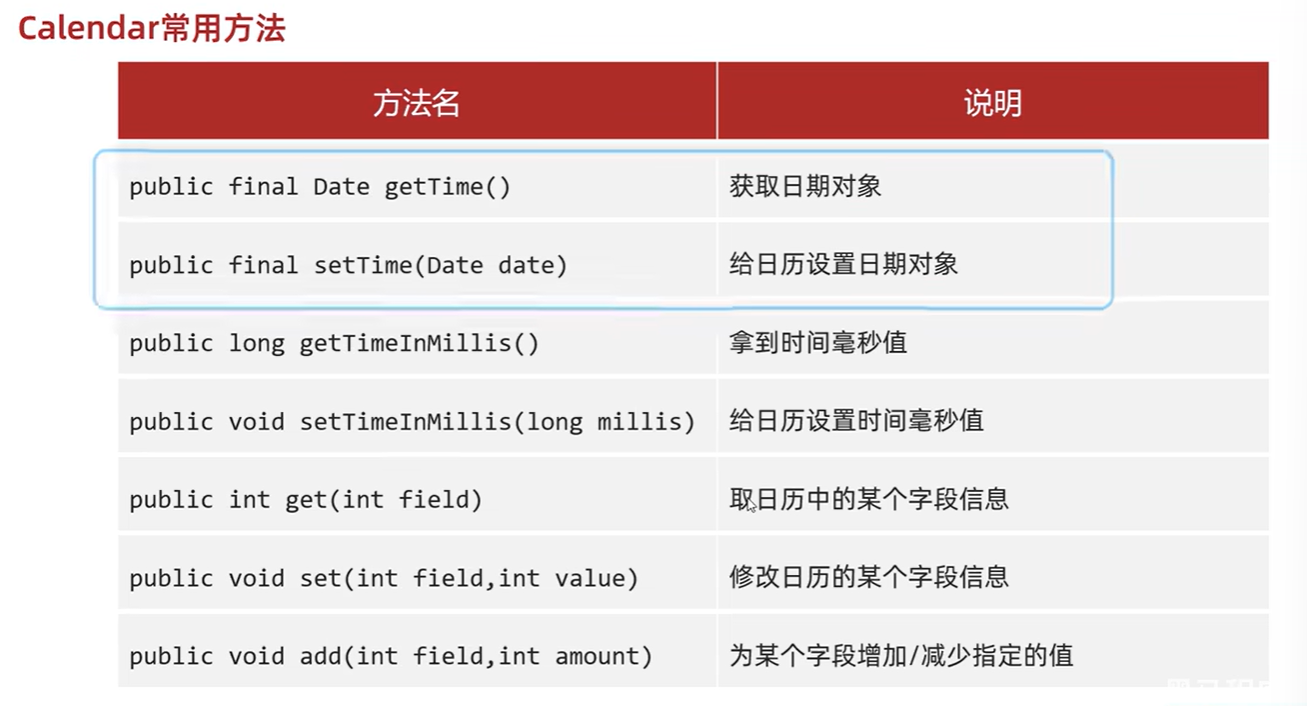 Calendar常用方法
方法名 说明
public final Date getTime() 获取日期对象
public final setTime(Date date) 给日历设置日期对象
public long getTimeInMillis() 拿到时间毫秒值
public void setTimeInMillis(long millis) 给日历设置时间毫秒值
public int get(int field) 取日历中的某个字段信息
public void set(int field,int value) 修改日历的某个字段信息
public void add(int field,int amount) 为某个字段增加/减少指定的值